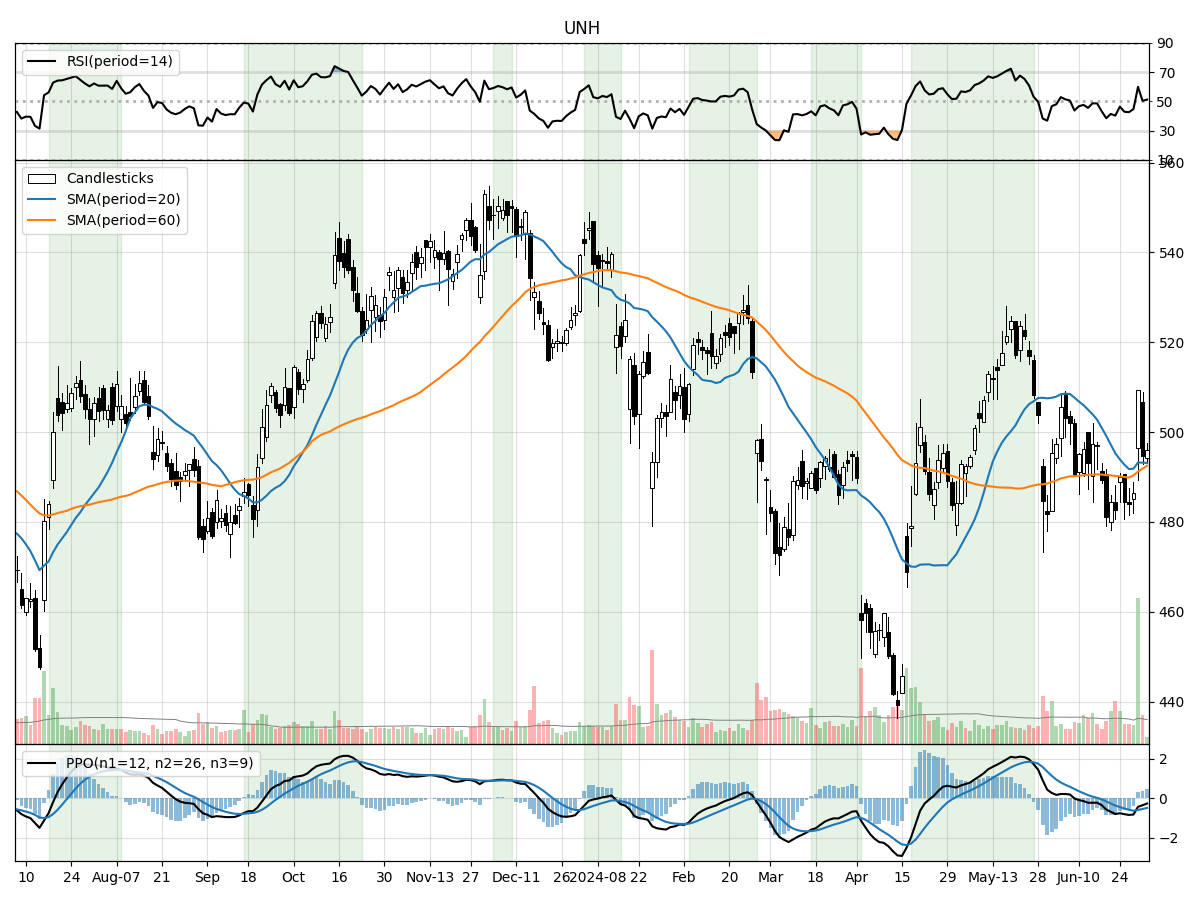 UNH
RSI(period=14)
90
70
50
30
10
Candlesticks
SMA(period=20)
SMA(period=60)
560
540
520
500
480
460
440
PPO(n1=12, n2=26, n3=9)
2
0
−2
10 24 Aug-07 21 Sep 18 Oct 16 30 Nov-13 27 Dec-11 26 2024-08 22 Feb 20 Mar 18 Apr 15 29 May-13 28 Jun-10 24